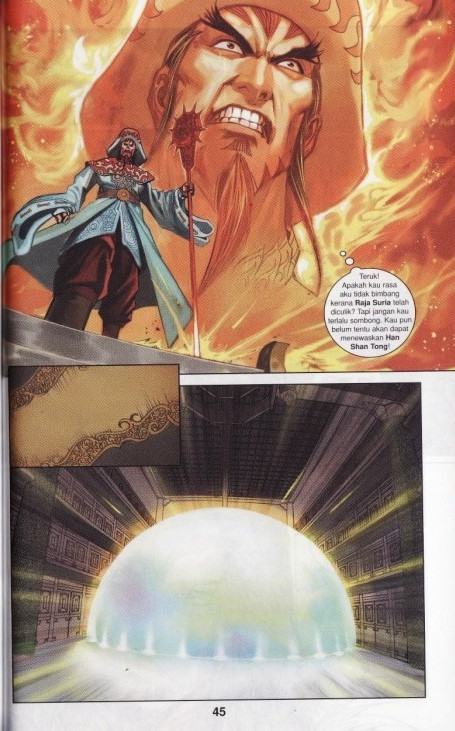 Teruk!
Apakah kau rasa
aku tidak bimbang
kerana Raja Suria telah
diculik? Tapi jangan kau
terlalu sombong. Kau pun
belum tentu akan dapat
menewaskan Han
Shan Tong!
45